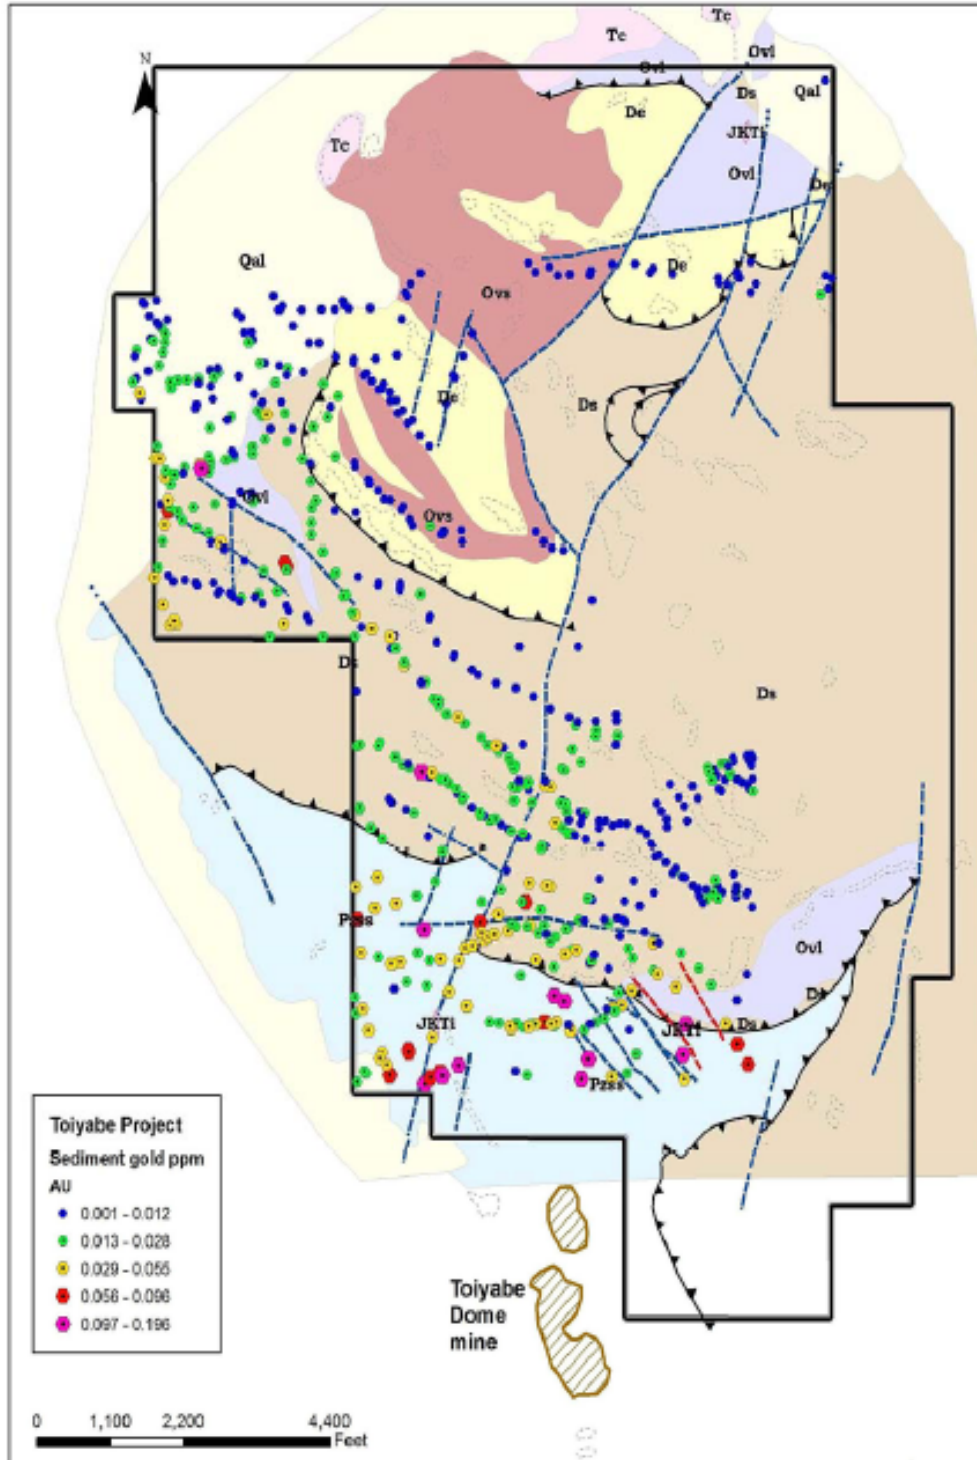 Tc
Tc
Ovl
Ovl
N
De
Ds
Qal
JKTi
Tc
Ovl
De
Qal
De
Ovs
De
Ds
Ovl
Ovs
Ds
Ds
Pzss
Ovl
JKTi
JKTi
Ds
Pzss
Toiyabe Project
Sediment gold ppm
AU
0.001 - 0.012
0.013 - 0.028
0.029 - 0.055
0.056 - 0.096
0.097 - 0.196
Toiyabe
Dome
mine
0
1,100
2,200
4,400
Feet